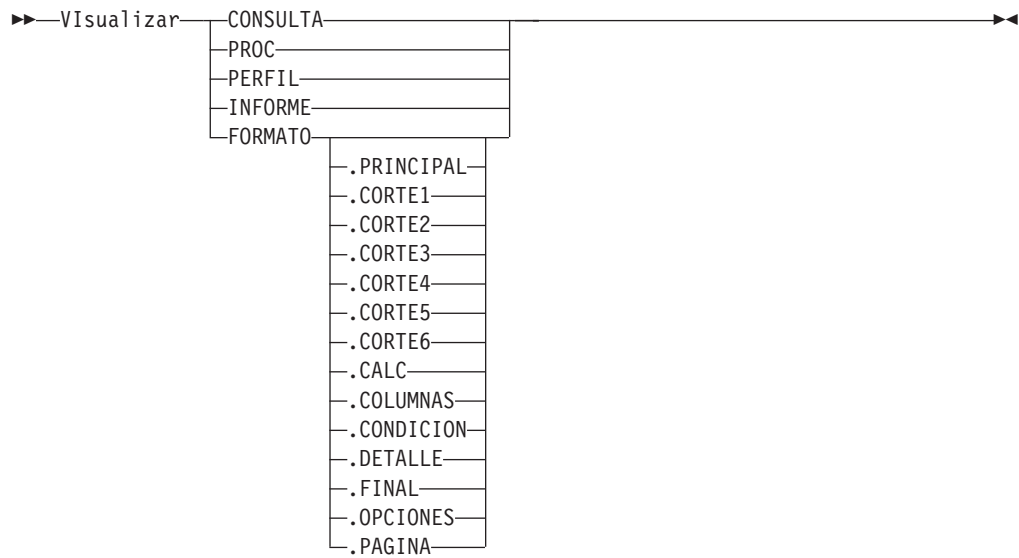 VIsualizar CONSULTA
PROC
PERFIL
INFORME
FORMATO
.PRINCIPAL
.CORTE1
.CORTE2
.CORTE3
.CORTE4
.CORTE5
.CORTE6
.CALC
.COLUMNAS
.CONDICION
.DETALLE
.FINAL
.OPCIONES
.PAGINA